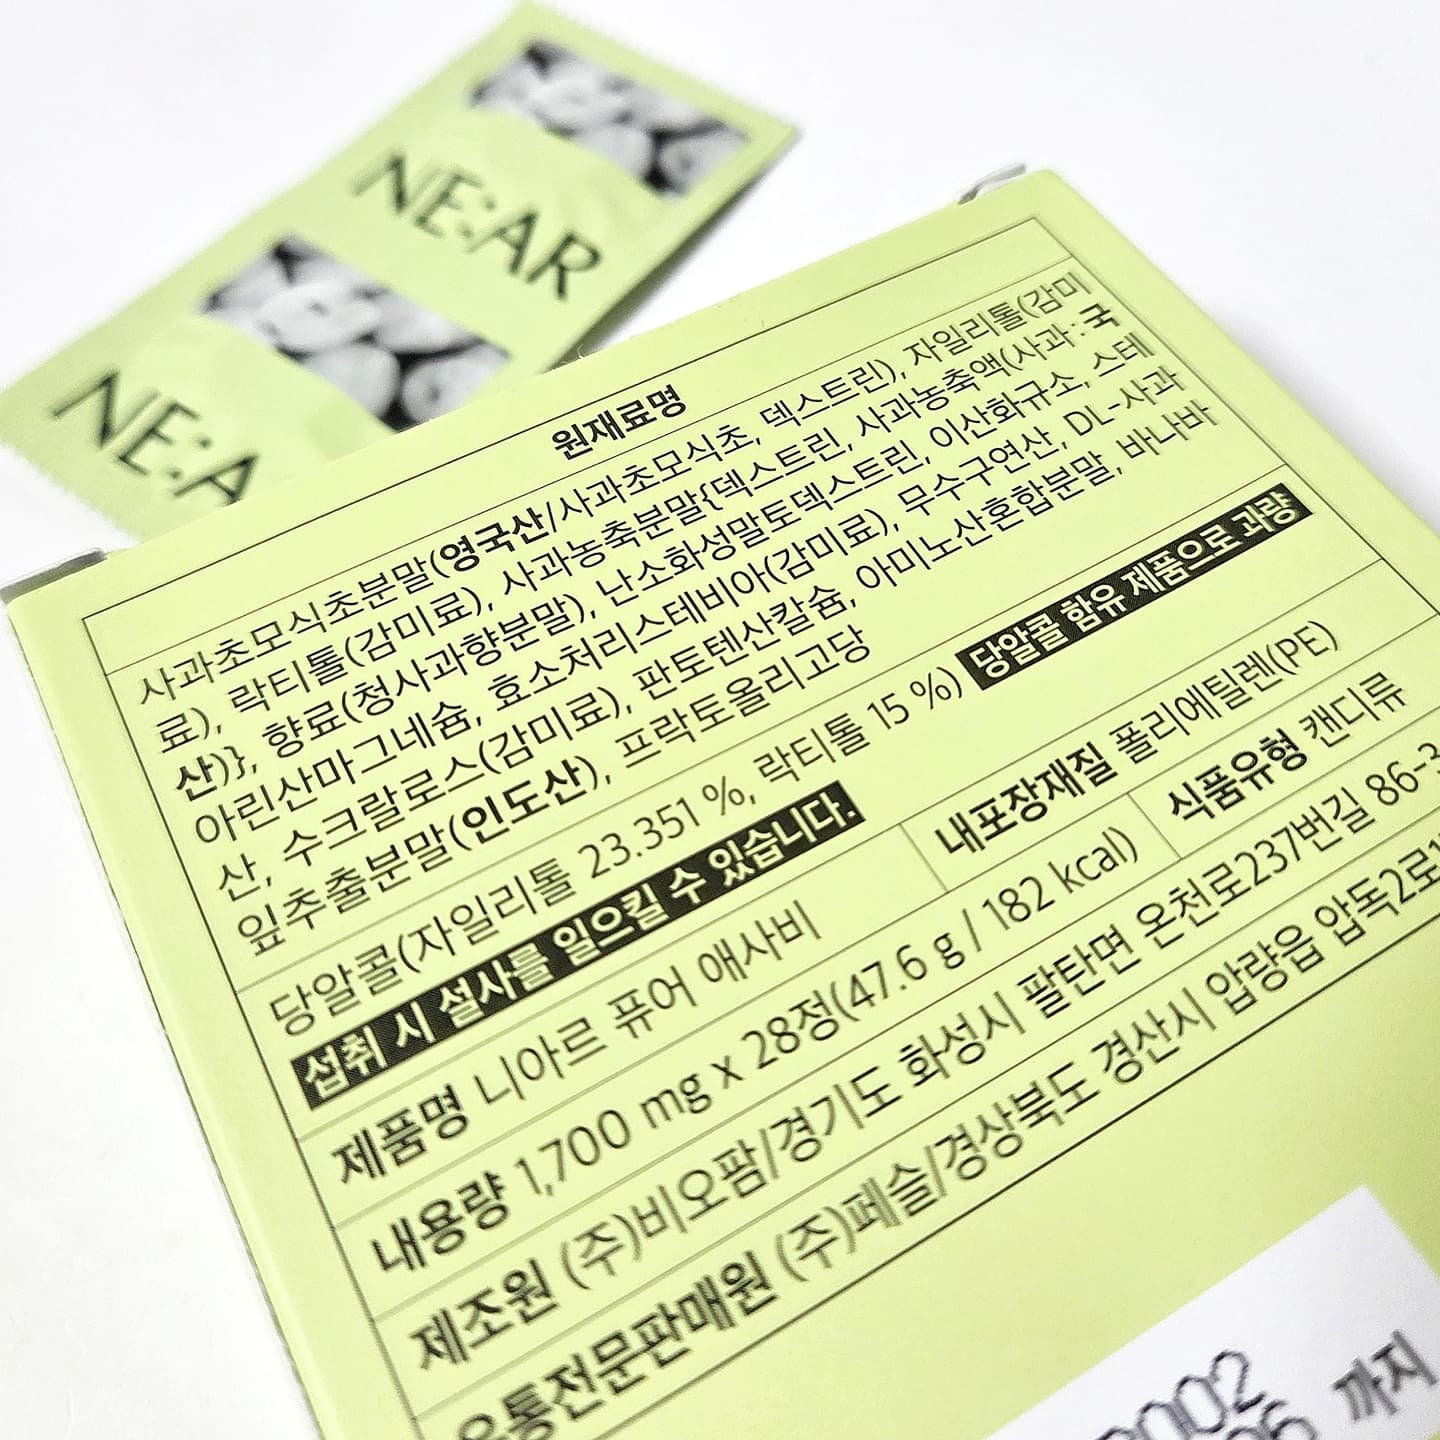 NE:AR
NE:A
원재료명
사과초모식초분말(영국산/사과초모식초, 덱스트린), 자일리톨(감미
료), 락티톨(감미료), 사과농축분말{덱스트린, 사과농축액(사과:국
산)}, 향료(청사과향분말), 난소화성말토덱스트린, 이산화규소, 스테
아린산마그네슘, 효소처리스테비아(감미료), 무수구연산, DL-사과
산, 수크랄로스(감미료), 판토텐산칼슘, 아미노산혼합분말, 바나바
잎추출분말(인도산), 프락토올리고당
당알콜(자일리톨 23.351 %, 락티톨 15 %) 당알콜 함유 제품으로 과량
섭취 시 설사를 일으킬 수 있습니다.
제품명 니아르 퓨어 애사비
내포장재질 폴리에틸렌(PE)
내용량 1,700 mg x 28정(47.6 g / 182 kcal)
식품유형 캔디류
제조원 (주)비오팜/경기도 화성시 팔탄면 온천로237번길 86-3
유통전문판매원 (주)페슬/경상북도 경산시 압량읍 압독2로1
까지